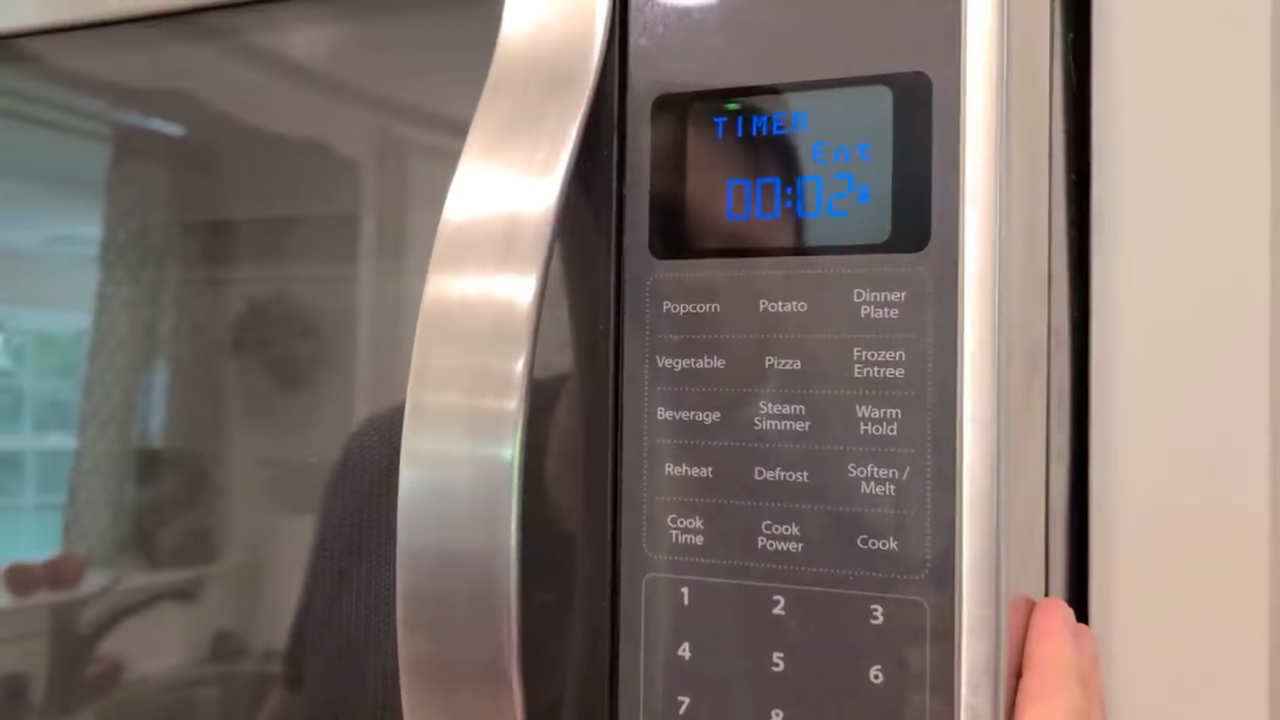 TIMER
Ent
00:02
Popcorn Potato Dinner Plate
Vegetable Pizza Frozen Entree
Beverage Steam Simmer Warm Hold
Reheat Defrost Soften / Melt
Cook Time Cook Power Cook
1 2 3
4 5 6
7 8